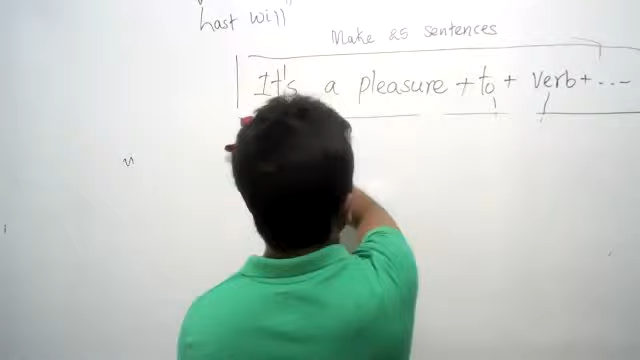 Last will
Make 25 sentences
It's a pleasure + to + verb + ...